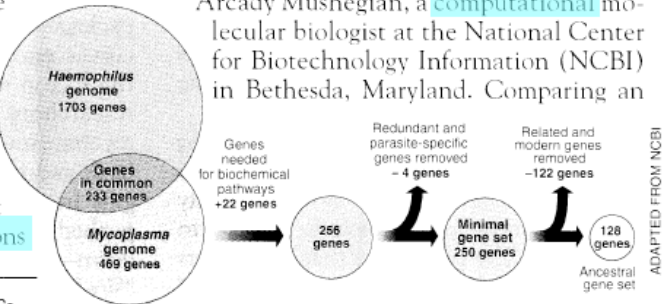 Arcady Mushegian, a computational mo-
lecular biologist at the National Center
for Biotechnology Information (NCBI)
in Bethesda, Maryland. Comparing an
Haemophilus
genome
1703 genes
Genes
in common
233 genes
Mycoplasma
genome
469 genes
Genes
needed
for biochemical
pathways
+22 genes
256
genes
Redundant and
parasite-specific
genes removed
– 4 genes
Minimal
gene set
250 genes
Related and
modern genes
removed
–122 genes
128
genes
Ancestral
gene set
ADAPTED FROM NCBI
ons